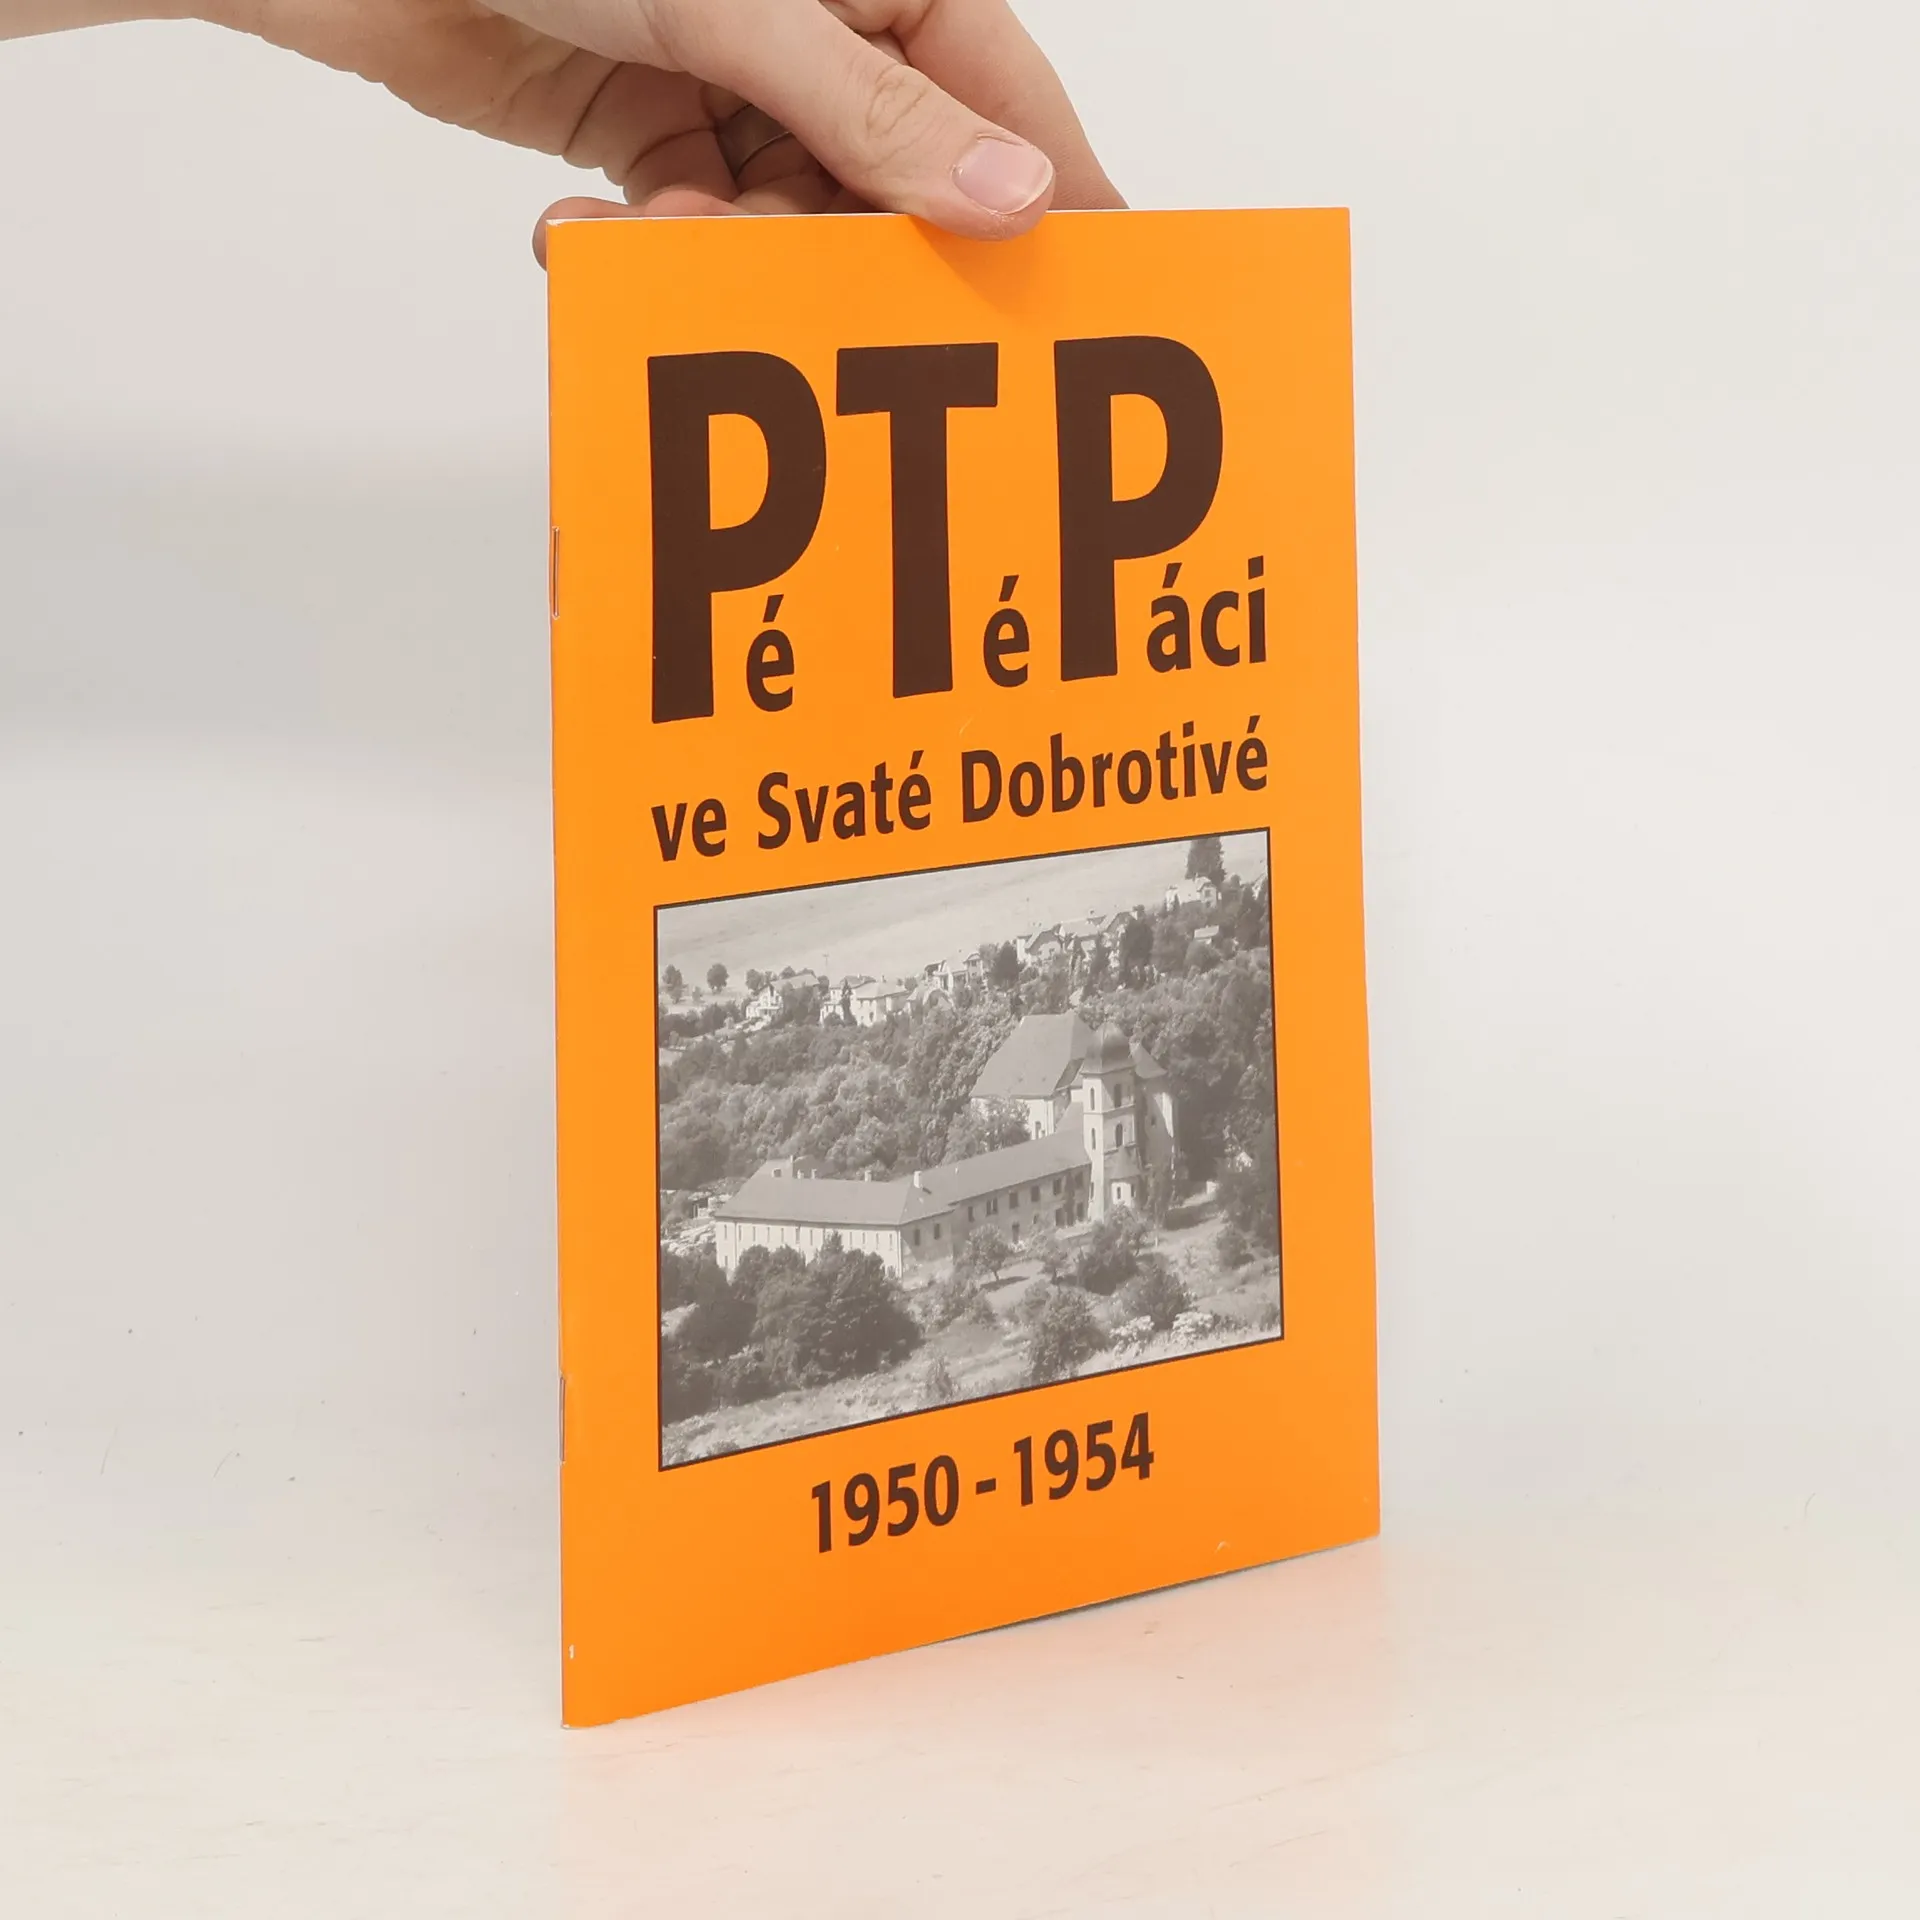 PéTéPáci
ve Svaté Dobrotivé
1950 - 1954